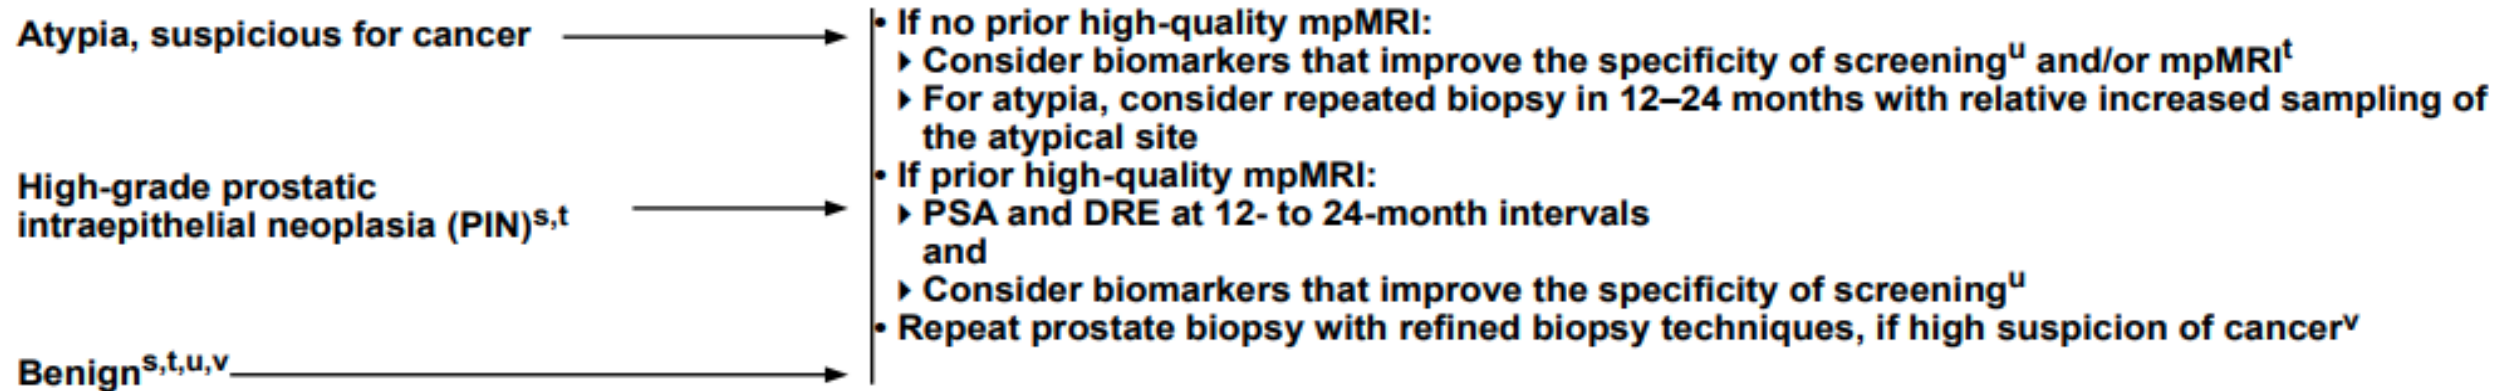 Atypia, suspicious for cancer
High-grade prostatic
intraepithelial neoplasia (PIN)s,t
Benigns,t,u,v
• If no prior high-quality mpMRI:
▸ Consider biomarkers that improve the specificity of screeningu and/or mpMRIt
▸ For atypia, consider repeated biopsy in 12–24 months with relative increased sampling of
the atypical site
• If prior high-quality mpMRI:
▸ PSA and DRE at 12- to 24-month intervals
and
▸ Consider biomarkers that improve the specificity of screeningu
• Repeat prostate biopsy with refined biopsy techniques, if high suspicion of cancerv